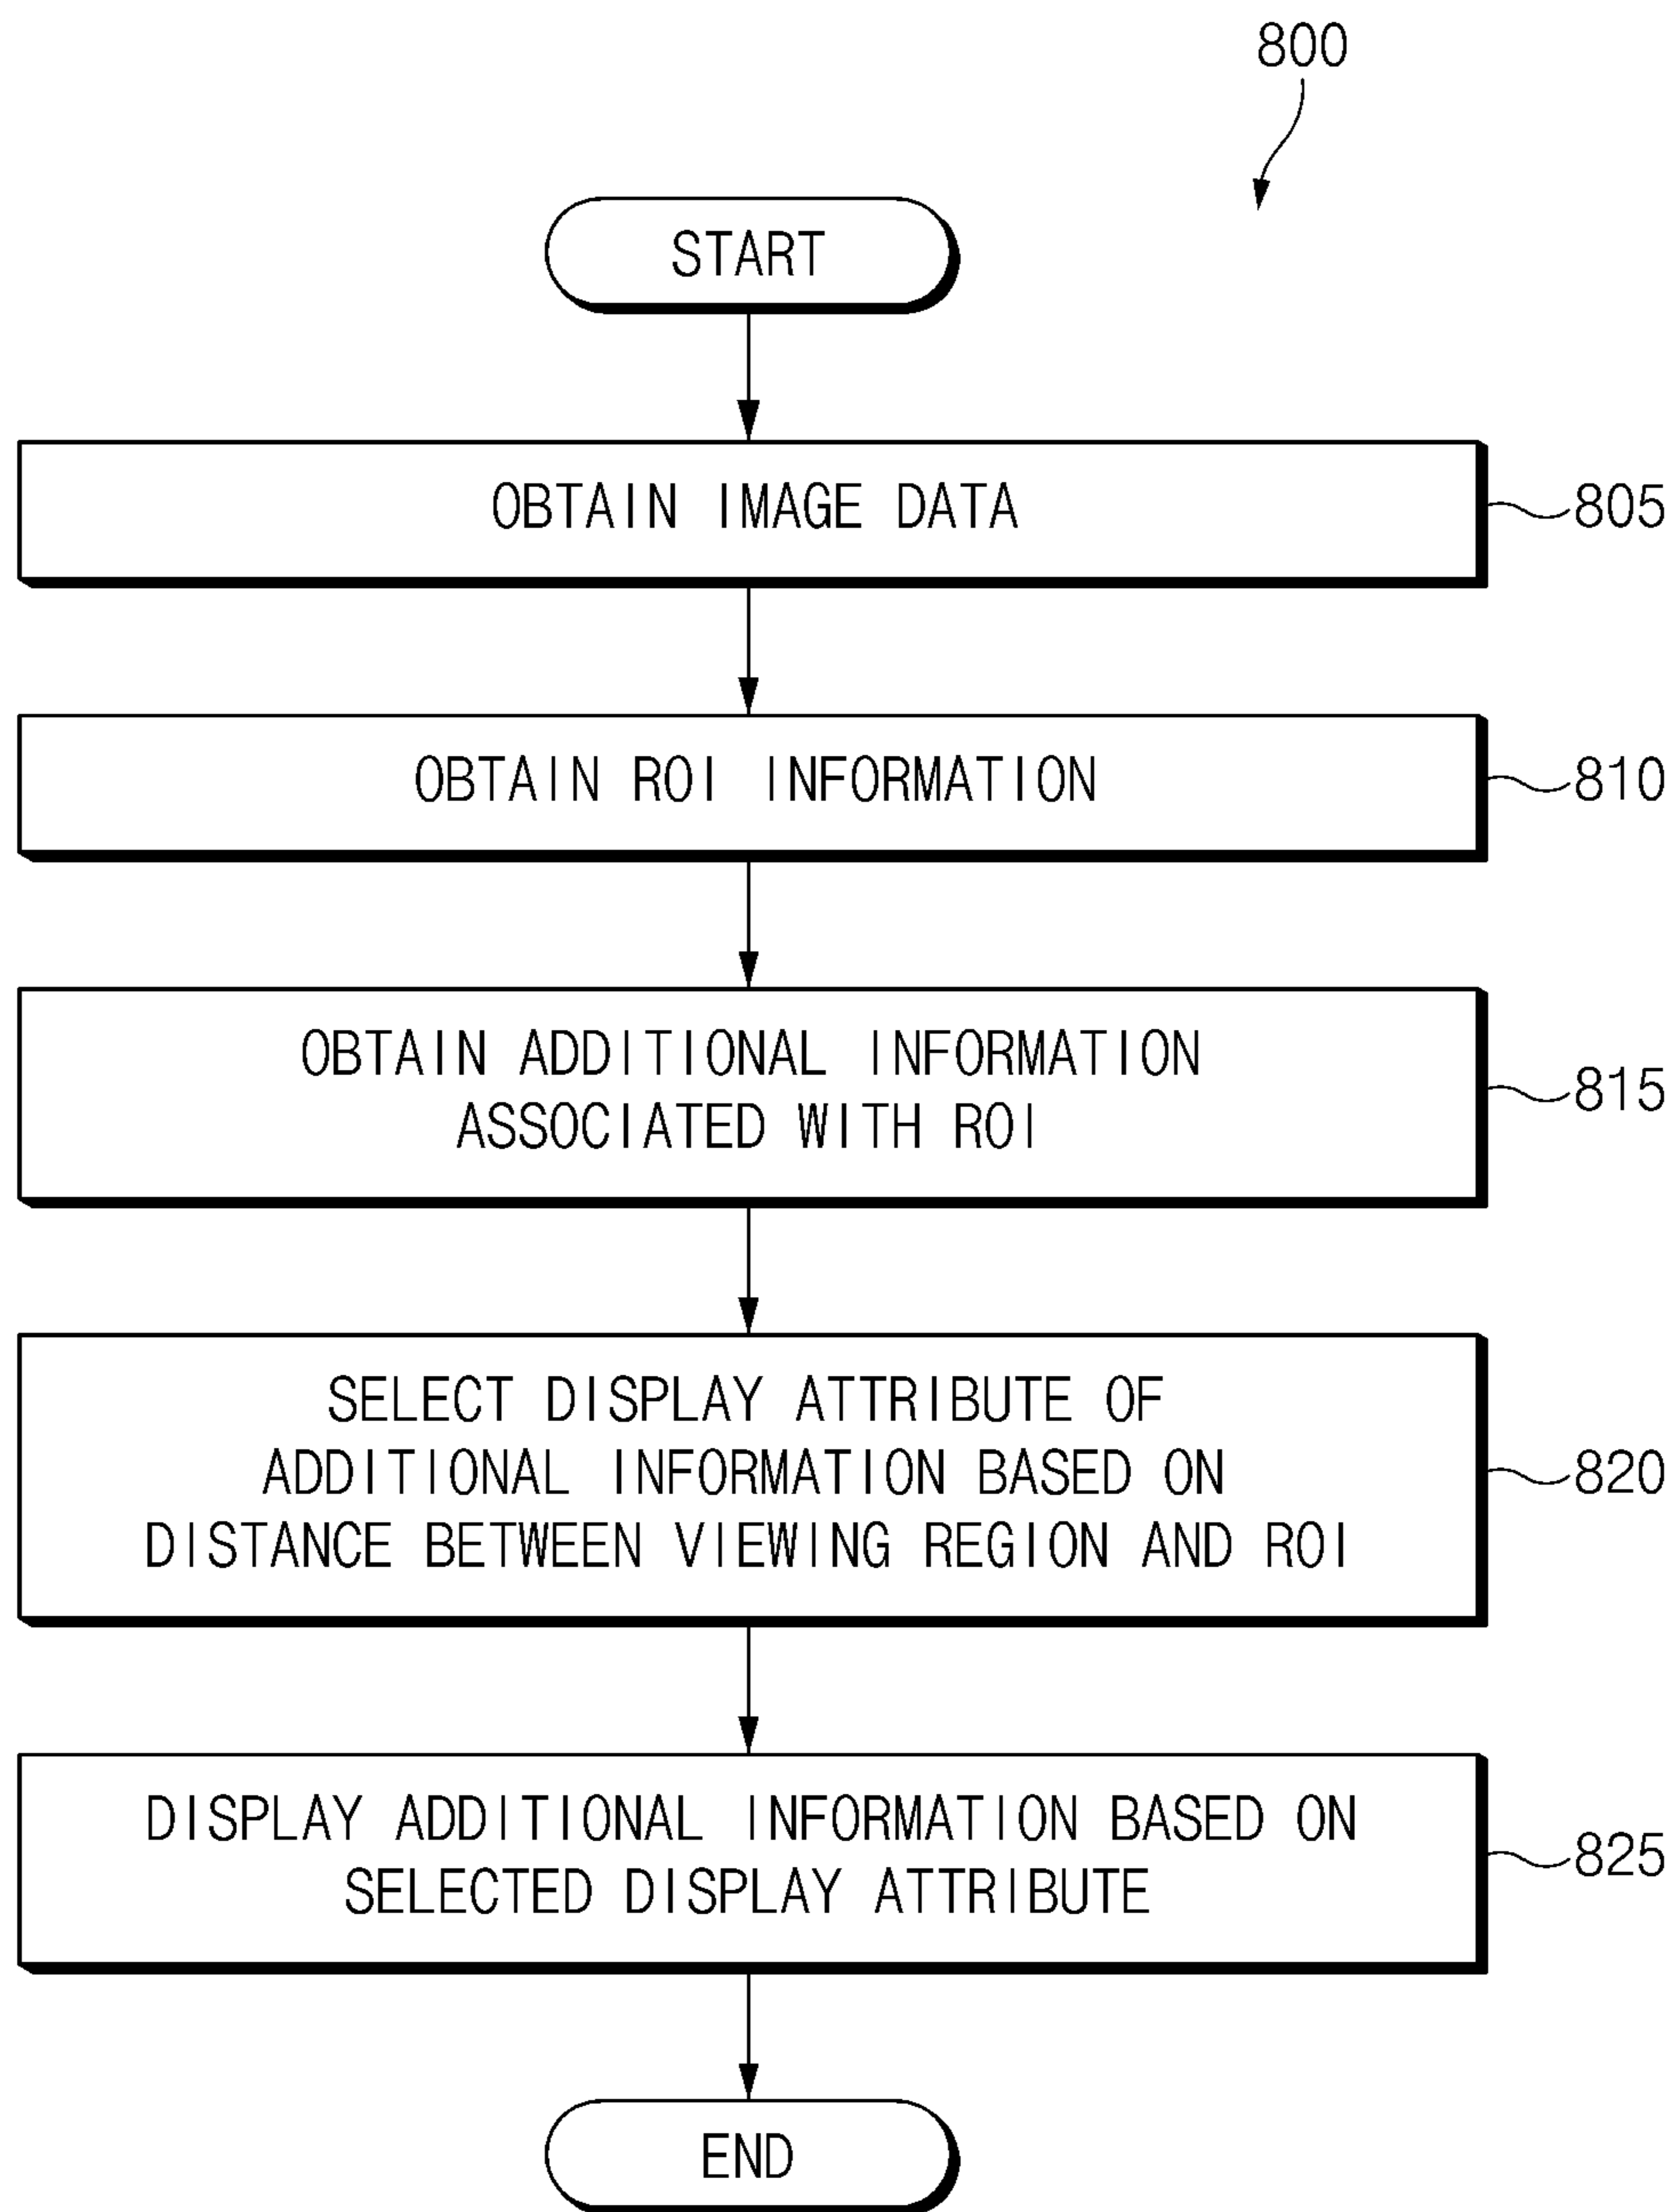 800
START
OBTAIN IMAGE DATA
805
OBTAIN ROI INFORMATION
810
OBTAIN ADDITIONAL INFORMATION
ASSOCIATED WITH ROI
815
SELECT DISPLAY ATTRIBUTE OF
ADDITIONAL INFORMATION BASED ON
DISTANCE BETWEEN VIEWING REGION AND ROI
820
DISPLAY ADDITIONAL INFORMATION BASED ON
SELECTED DISPLAY ATTRIBUTE
825
END